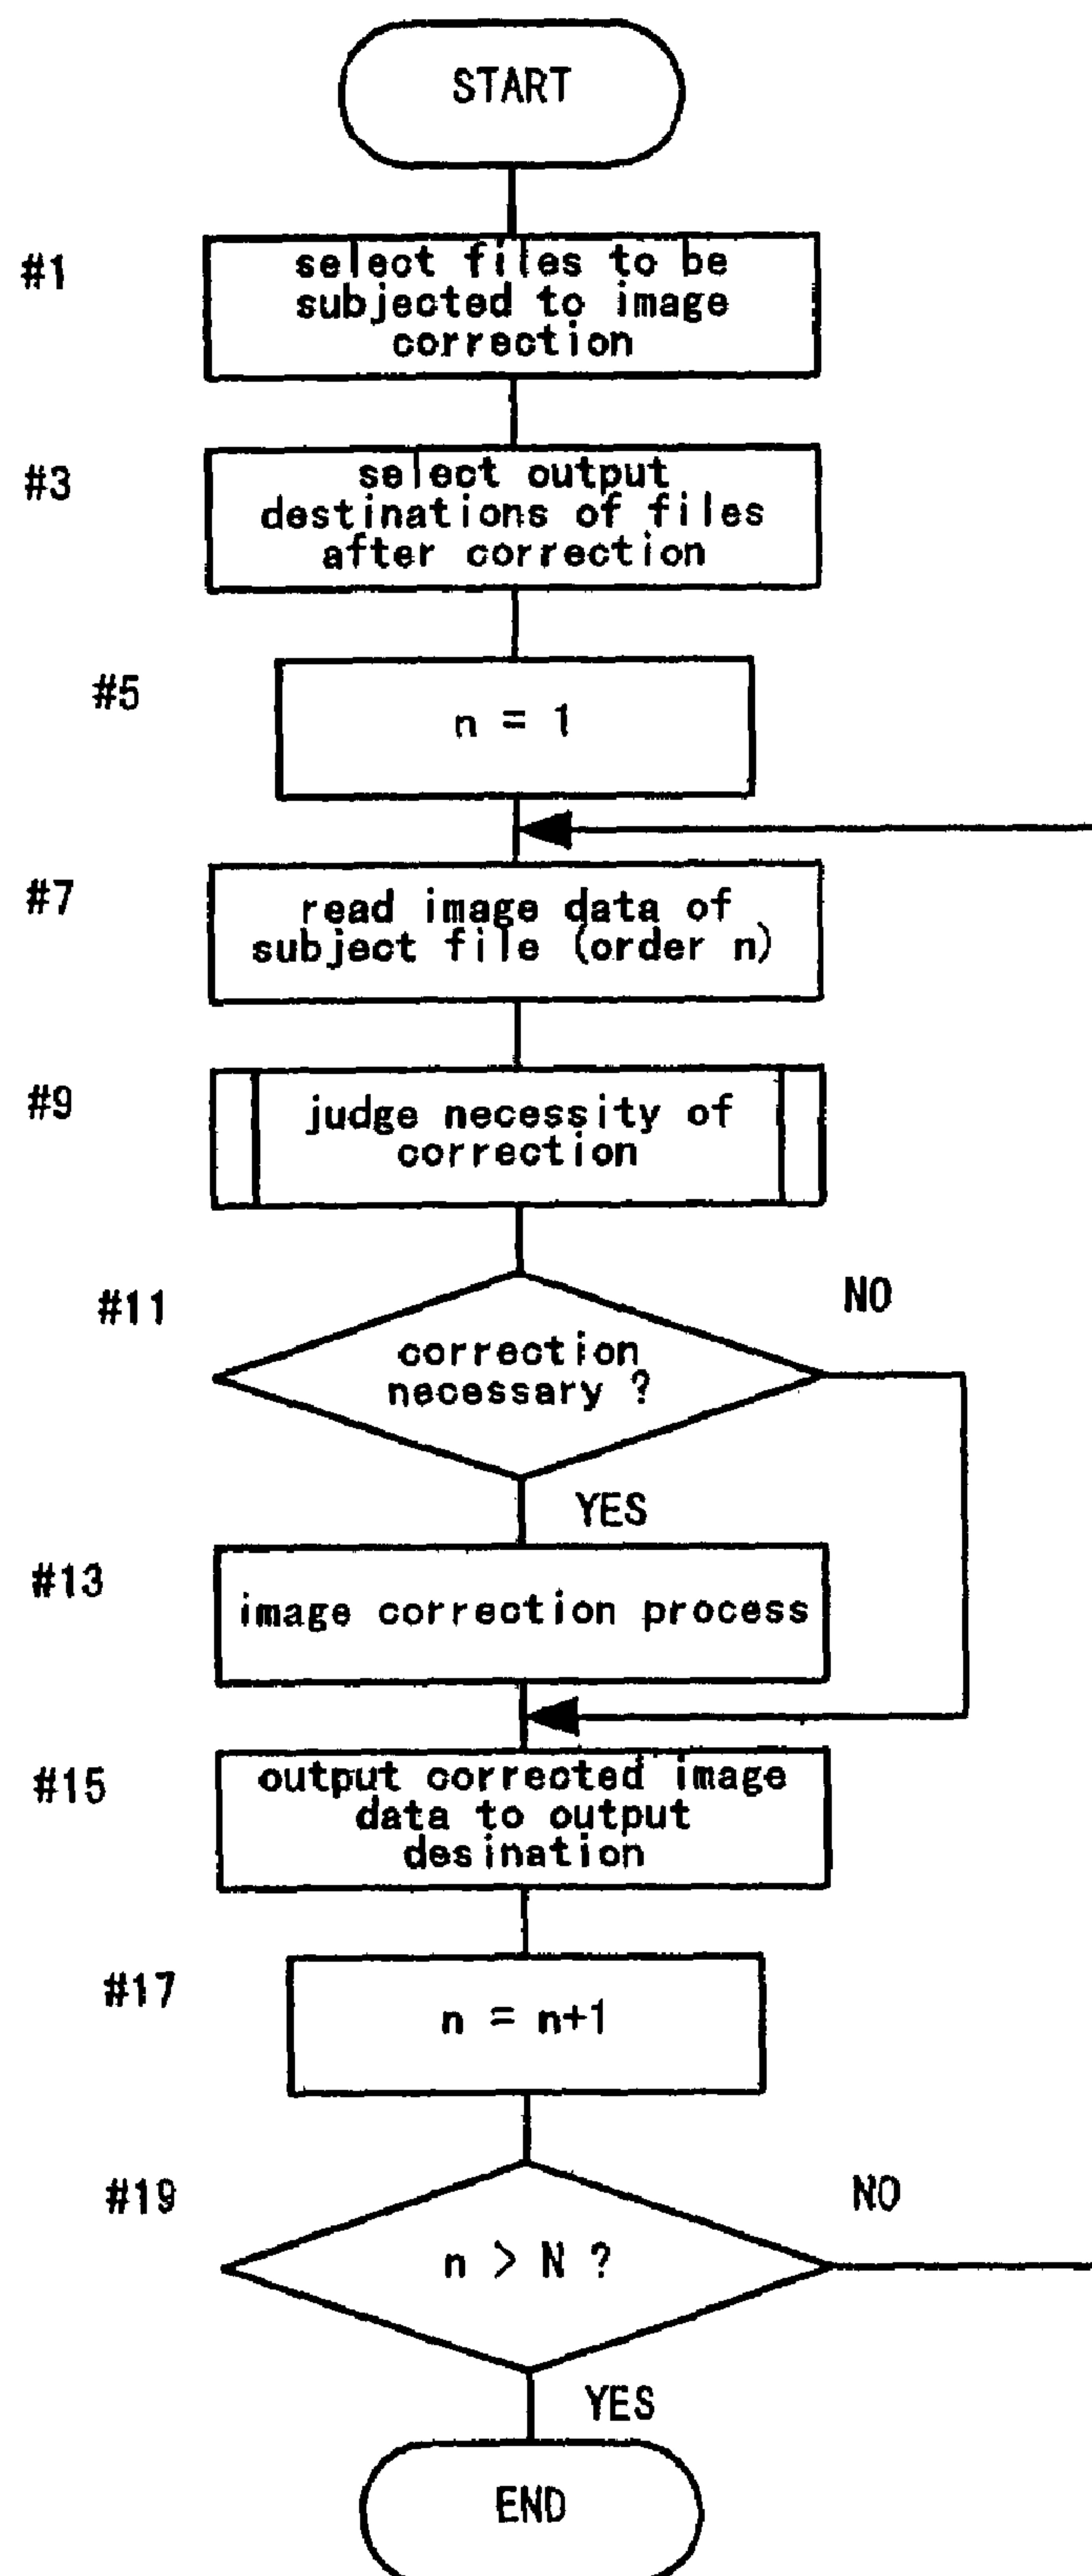 START
#1
select files to be
subjected to image
correction
#3
select output
destinations of files
after correction
#5
n = 1
#7
read image data of
subject file (order n)
#9
judge necessity of
correction
#11
correction
necessary ?
NO
YES
#13
image correction process
#15
output corrected image
data to output
desination
#17
n = n+1
#19
n > N ?
NO
YES
END